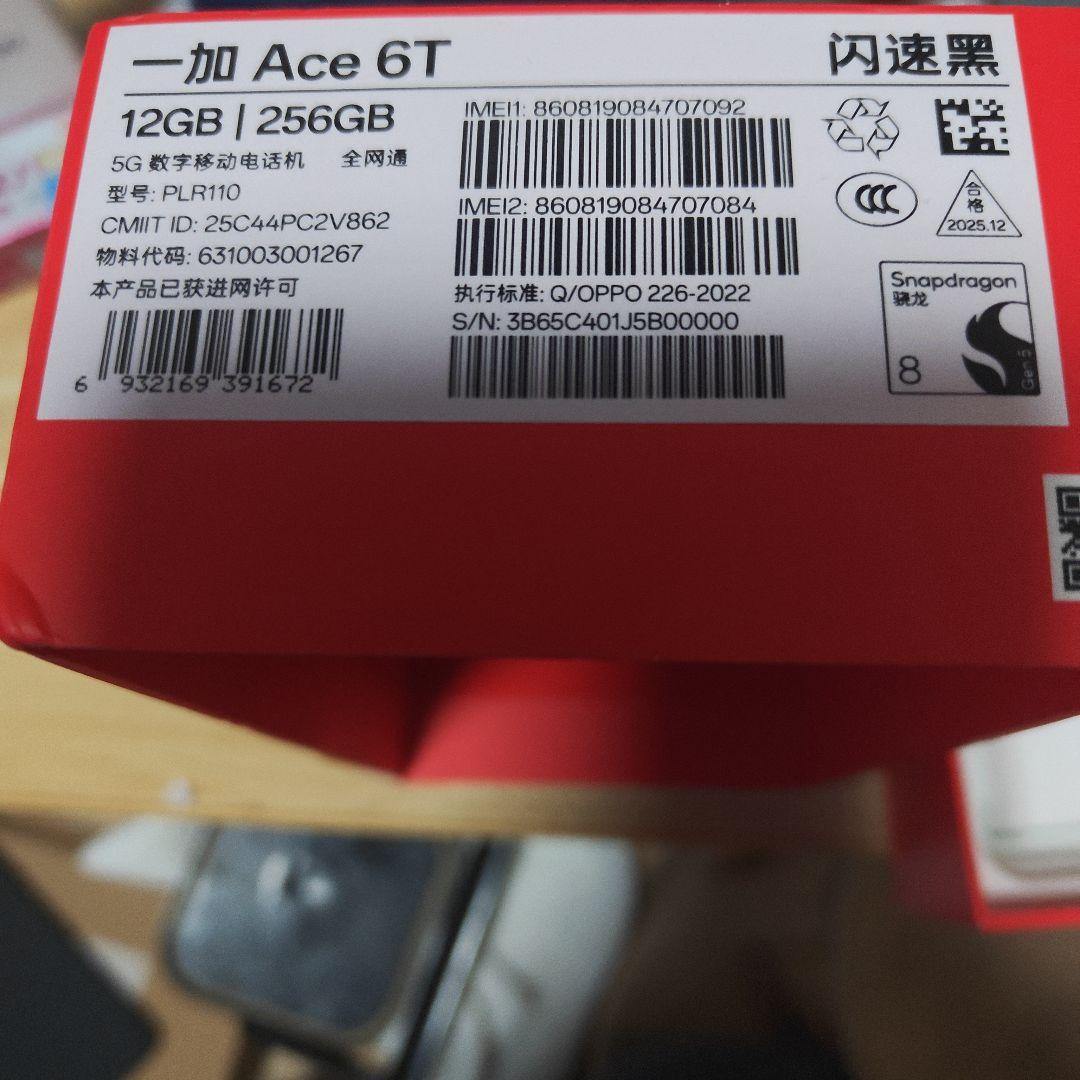 一加 Ace 6T
闪速黑
12GB | 256GB
5G 数字移动电话机 全网通
型号: PLR110
CMIIT ID: 25C44PC2V862
物料代码: 631003001267
本产品已获进网许可
6 932169 391672
IMEI1: 860819084707092
IMEI2: 860819084707084
执行标准: Q/OPPO 226-2022
S/N: 3B65C401J5B00000
CCC
合
格
2025.12
Snapdragon
骁龙
8
Gen 5